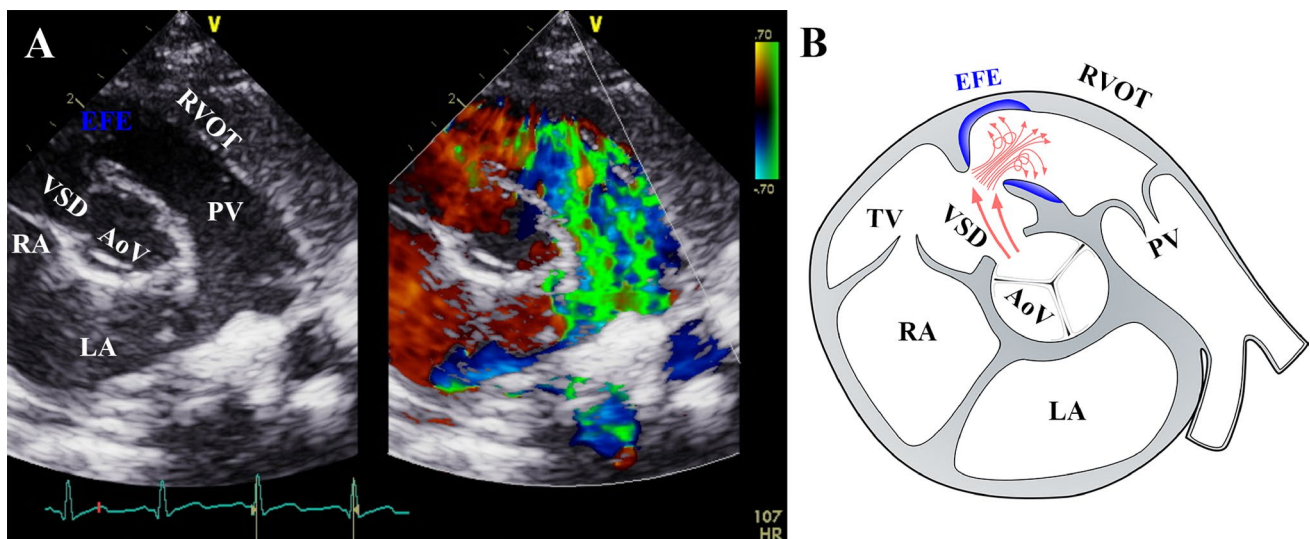 A
V
2
EFE
RVOT
VSD
PV
RA
AoV
LA
V
2
.70
-.70
107
HR
B
EFE
RVOT
TV
VSD
PV
AoV
RA
LA